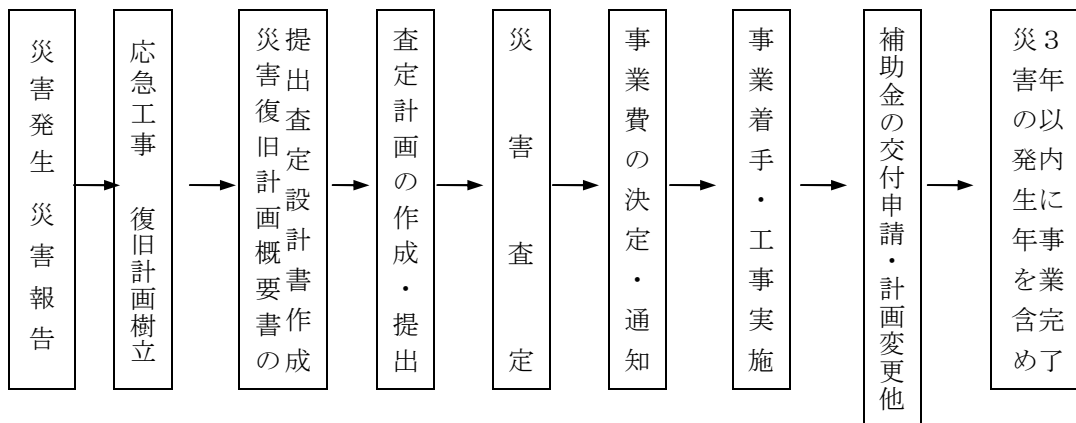 災害発生 災害報告
応急工事 復旧計画樹立
災害復旧計画概要書の
提出査定設計書作成
査定計画の作成・提出
災害査定
事業費の決定・通知
事業着手・工事実施
補助金の交付申請・計画変更他
災害の発生年を含め
3年以内に事業完了